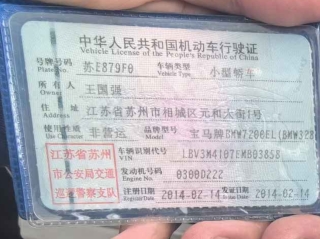 中华人民共和国机动车行驶证
Vehicle License of the People's Republic of China
号牌号码 苏E879F0 车辆类型 小型轿车
Plate No. Vehicle Type
所有人 王国强
Owner
住址 江苏省苏州市相城区元和大街1号
Address
使用性质 非营运 品牌型号 宝马牌BMW7200EL(BMW328
Use Character Model
江苏省苏州 车辆识别代号 LBV3M4107EMB03858
VIN
市公安局交通 发动机号码 0300D222
Engine No.
巡逻警察支队 注册日期 2014-02-14 发证日期 2014-02-14
Register Date Issue Date